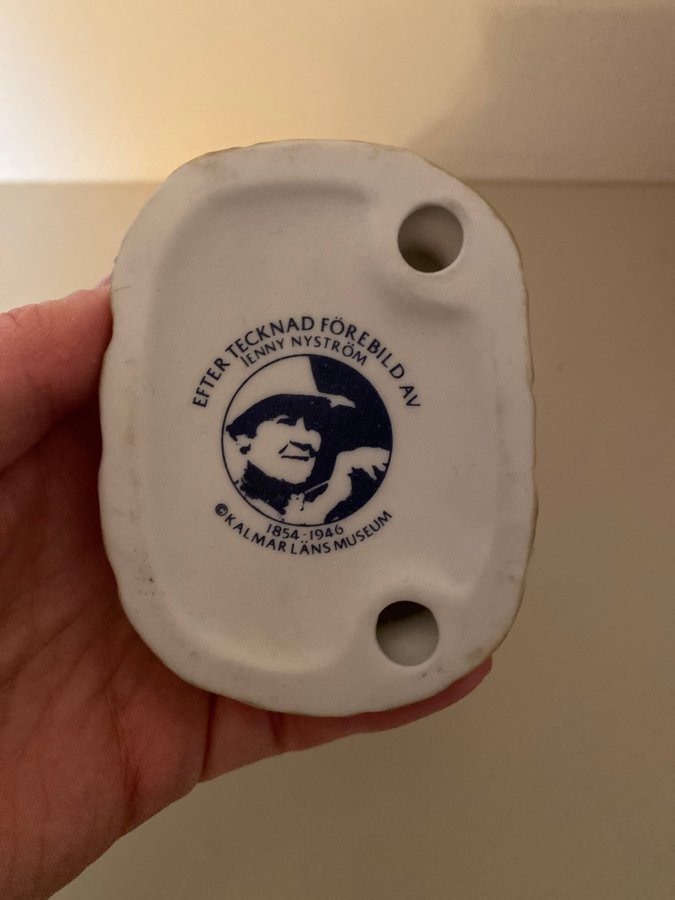 EFTER TECKNAD FÖREBILD AV
JENNY NYSTRÖM
1854-1946
©KALMAR LÄNS MUSEUM